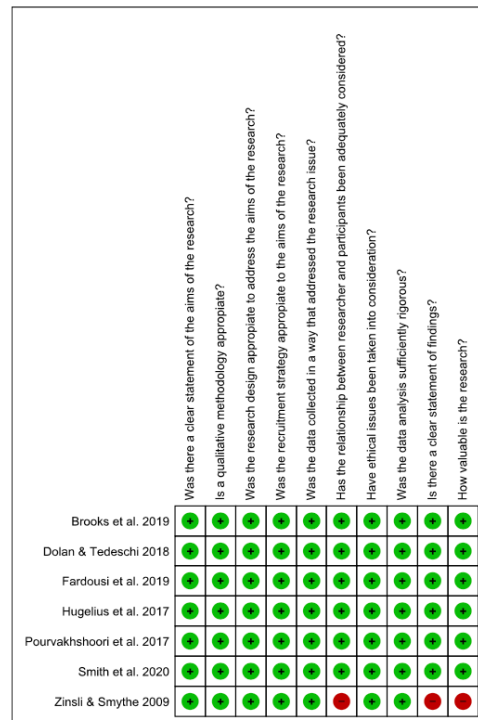 Was there a clear statement of the aims of the research?
Is a qualitative methodology appropiate?
Was the research design appropiate to address the aims of the research?
Was the recruitment strategy appropiate to the aims of the research?
Was the data collected in a way that addressed the research issue?
Has the relationship between researcher and participants been adequately considered?
Have ethical issues been taken into consideration?
Was the data analysis sufficiently rigorous?
Is there a clear statement of findings?
How valuable is the research?
Brooks et al. 2019 + + + + + + + + + +
Dolan & Tedeschi 2018 + + + + + + + + + +
Fardousi et al. 2019 + + + + + + + + + +
Hugelius et al. 2017 + + + + + + + + + +
Pourvakhshoori et al. 2017 + + + + + + + + + +
Smith et al. 2020 + + + + + + + + + +
Zinsli & Smythe 2009 + + + + + - + + - -